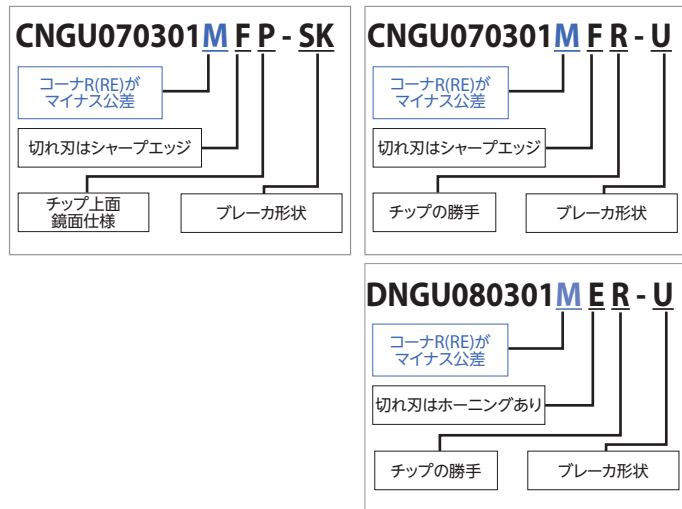 CNGU070301MFP-SK
コーナR(RE)が
マイナス公差
切れ刃はシャープエッジ
チップ上面
鏡面仕様
ブレーカ形状
CNGU070301MFR-U
コーナR(RE)が
マイナス公差
切れ刃はシャープエッジ
チップの勝手
ブレーカ形状
DNGU080301MER-U
コーナR(RE)が
マイナス公差
切れ刃はホーニングあり
チップの勝手
ブレーカ形状